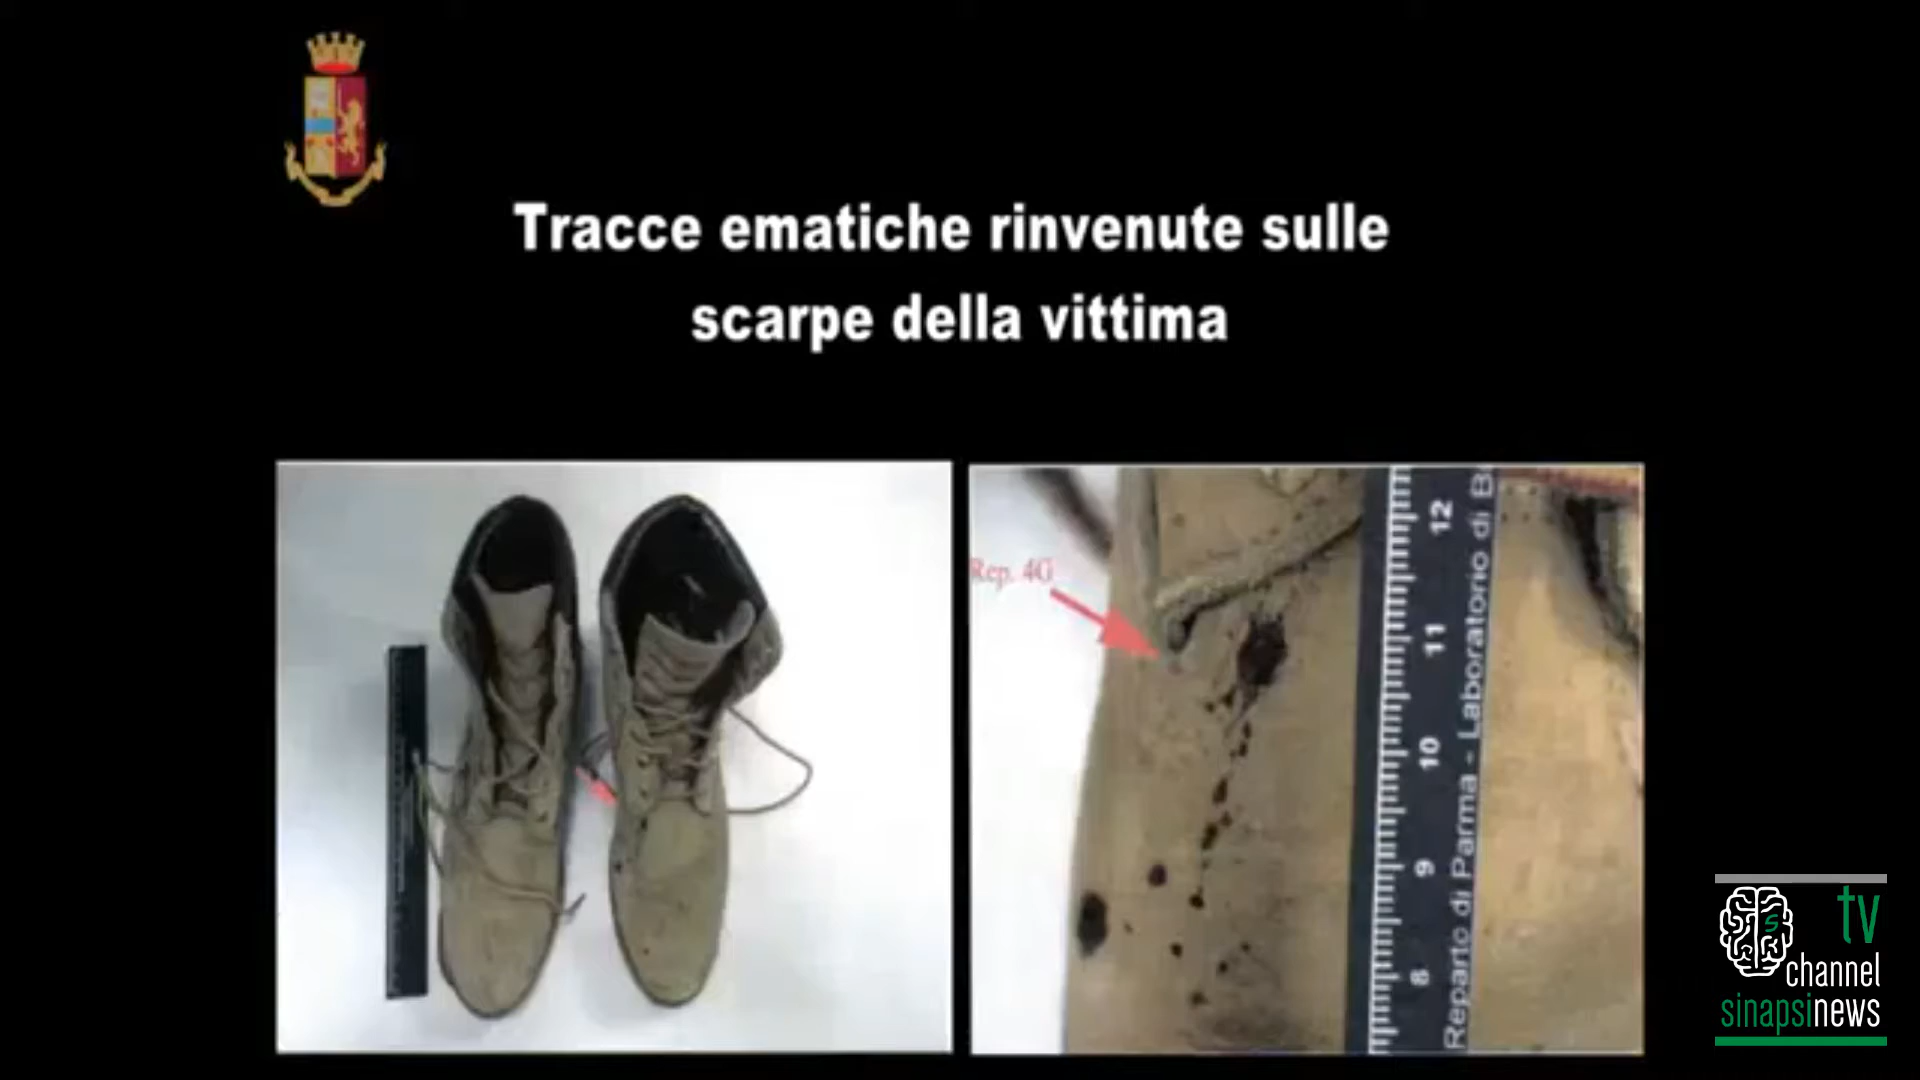 Tracce ematiche rinvenute sulle
scarpe della vittima
Rep. 4G
12
11
10
9
8
Reparto di Parma - Laboratorio di
tv
channel
sinapsinews